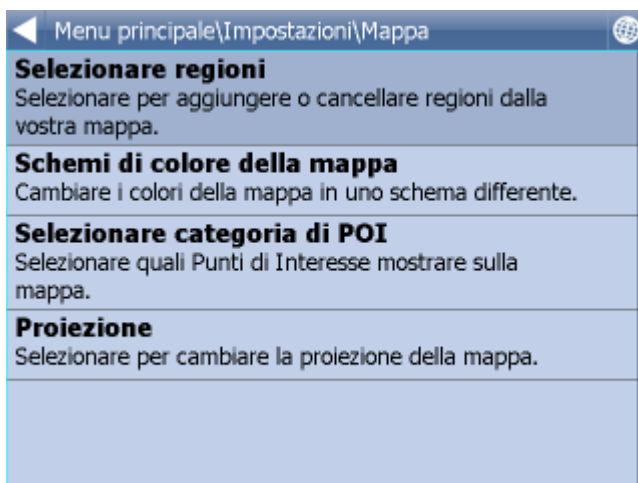 Menu principale\Impostazioni\Mappa
Selezionare regioni
Selezionare per aggiungere o cancellare regioni dalla
vostra mappa.
Schemi di colore della mappa
Cambiare i colori della mappa in uno schema differente.
Selezionare categoria di POI
Selezionare quali Punti di Interesse mostrare sulla
mappa.
Proiezione
Selezionare per cambiare la proiezione della mappa.